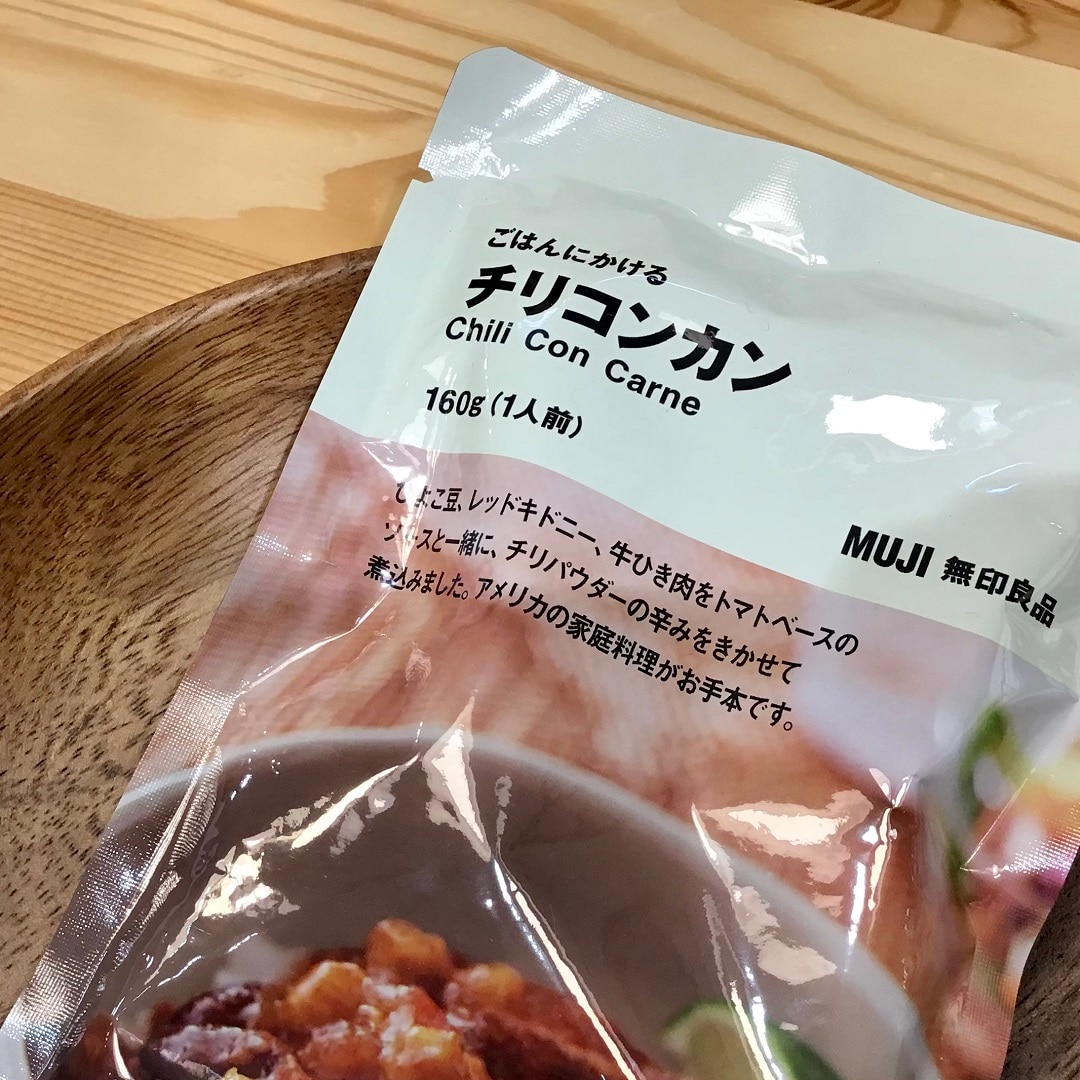 ごはんにかける
チリコンカン
Chili Con Carne
160g(1人前)
ひよこ豆、レッドキドニー、牛ひき肉をトマトベースの
ソースと一緒に、チリパウダーの辛みをきかせて
煮込みました。アメリカの家庭料理がお手本です。
MUJI 無印良品